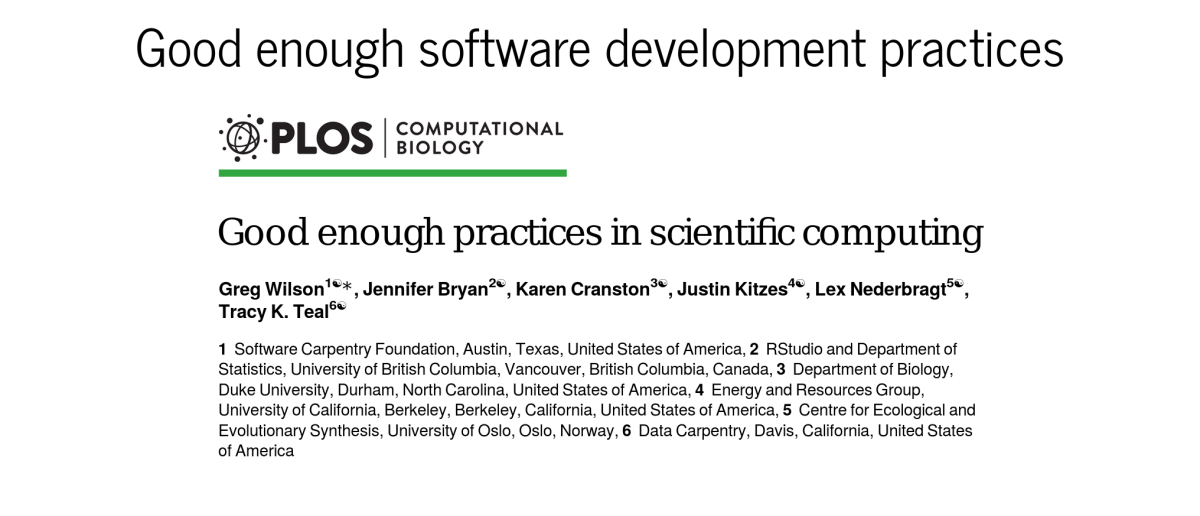 Good enough software development practices
PLOS | COMPUTATIONAL
BIOLOGY
Good enough practices in scientific computing
Greg Wilson1☯*, Jennifer Bryan2☯, Karen Cranston3☯, Justin Kitzes4☯, Lex Nederbragt5☯,
Tracy K. Teal6☯
1 Software Carpentry Foundation, Austin, Texas, United States of America, 2 RStudio and Department of
Statistics, University of British Columbia, Vancouver, British Columbia, Canada, 3 Department of Biology,
Duke University, Durham, North Carolina, United States of America, 4 Energy and Resources Group,
University of California, Berkeley, Berkeley, California, United States of America, 5 Centre for Ecological and
Evolutionary Synthesis, University of Oslo, Oslo, Norway, 6 Data Carpentry, Davis, California, United States
of America